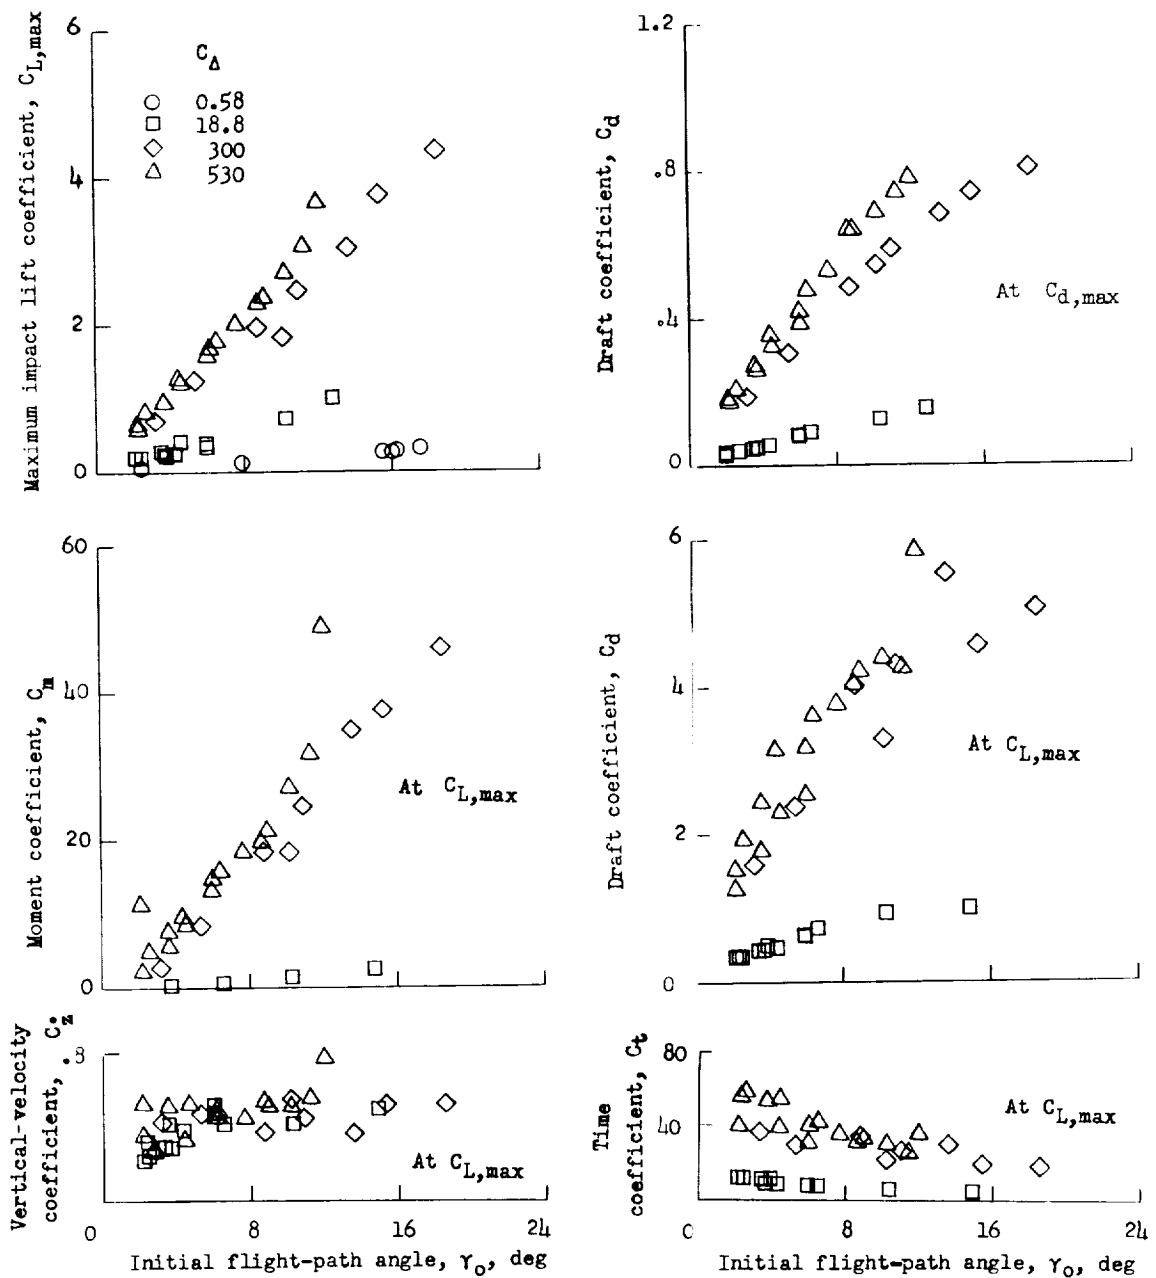 6
4
2
0
Maximum impact lift coefficient, C_L,max
C_Δ
0.58
18.8
300
530
1.2
.8
.4
0
Draft coefficient, C_d
At C_d,max
60
40
20
0
Moment coefficient, C_m
At C_L,max
6
4
2
0
Draft coefficient, C_d
At C_L,max
.8
Vertical-velocity
coefficient, C_ż
At C_L,max
0 8 16 24
Initial flight-path angle, γ_o, deg
80
40
Time
coefficient, C_t
At C_L,max
0 8 16 24
Initial flight-path angle, γ_o, deg